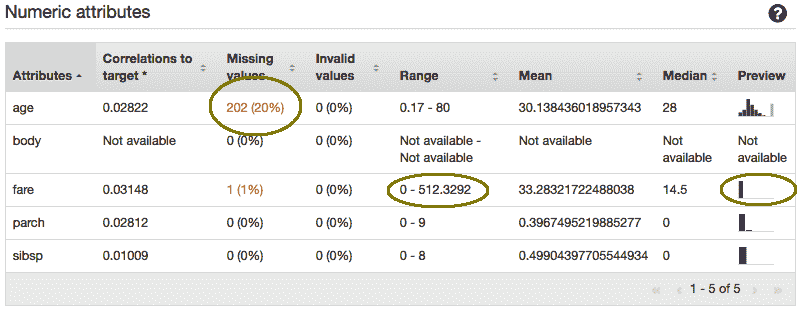 Numeric attributes ?
Attributes Correlations to target * Missing values Invalid values Range Mean Median Preview
age 0.02822 202 (20%) 0 (0%) 0.17 - 80 30.138436018957343 28
body Not available 0 (0%) 0 (0%) Not available - Not available Not available Not available Not available
fare 0.03148 1 (1%) 0 (0%) 0 - 512.3292 33.28321722488038 14.5
parch 0.02812 0 (0%) 0 (0%) 0 - 9 0.3967495219885277 0
sibsp 0.01009 0 (0%) 0 (0%) 0 - 8 0.49904397705544934 0
« ‹ 1 - 5 of 5 › »